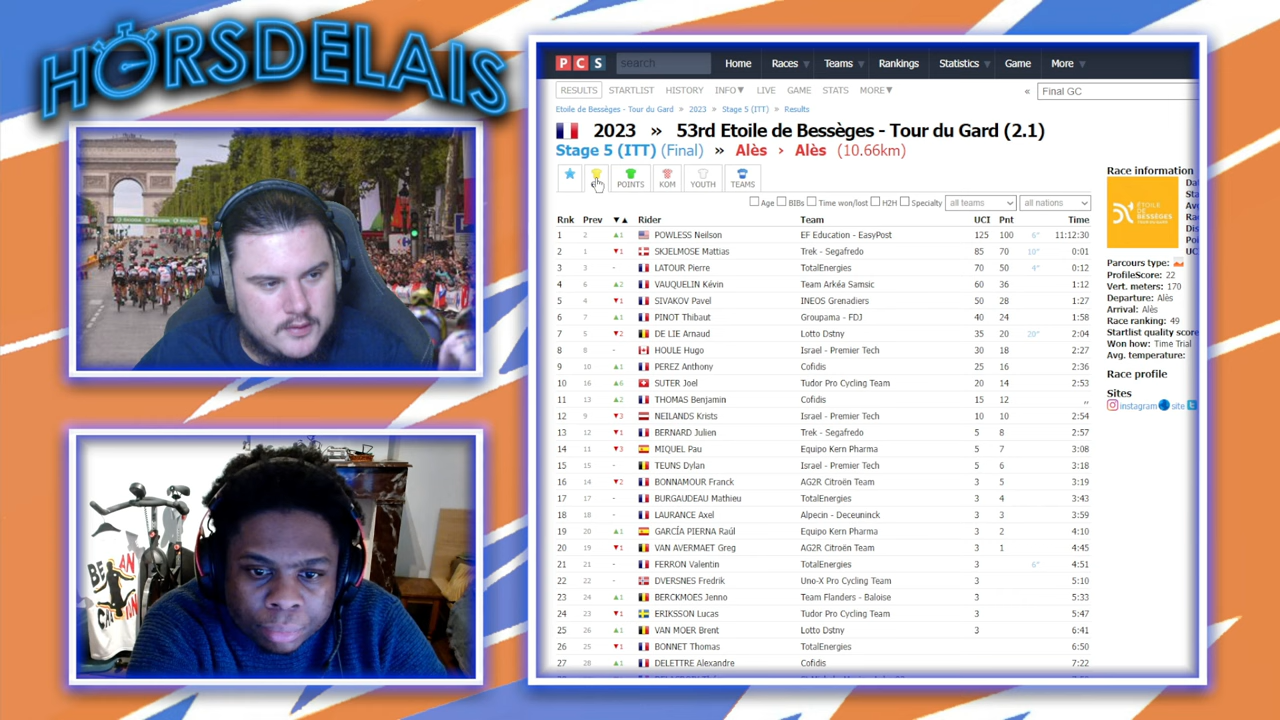 HORSDELAIS
BE AN
CAT ON
PCS search Home Races ▼ Teams ▼ Rankings Statistics ▼ Game More ▼
RESULTS STARTLIST HISTORY INFO▼ LIVE GAME STATS MORE▼ « Final GC
Etoile de Bessèges - Tour du Gard » 2023 » Stage 5 (ITT) » Results
2023 » 53rd Etoile de Bessèges - Tour du Gard (2.1)
Stage 5 (ITT) (Final) » Alès › Alès (10.66km)
POINTS KOM YOUTH TEAMS
Age BIBs Time won/lost H2H Specialty all teams all nations
Rnk Prev ▼▲ Rider Team UCI Pnt Time
1 2 ▲1 POWLESS Neilson EF Education - EasyPost 125 100 6" 11:12:30
2 1 ▼1 SKJELMOSE Mattias Trek - Segafredo 85 70 10" 0:01
3 3 - LATOUR Pierre TotalEnergies 70 50 4" 0:12
4 6 ▲2 VAUQUELIN Kévin Team Arkéa Samsic 60 36 1:12
5 4 ▼1 SIVAKOV Pavel INEOS Grenadiers 50 28 1:27
6 7 ▲1 PINOT Thibaut Groupama - FDJ 40 24 1:58
7 5 ▼2 DE LIE Arnaud Lotto Dstny 35 20 20" 2:04
8 8 - HOULE Hugo Israel - Premier Tech 30 18 2:27
9 10 ▲1 PEREZ Anthony Cofidis 25 16 2:36
10 16 ▲6 SUTER Joel Tudor Pro Cycling Team 20 14 2:53
11 13 ▲2 THOMAS Benjamin Cofidis 15 12 ,,
12 9 ▼3 NEILANDS Krists Israel - Premier Tech 10 10 2:54
13 12 ▼1 BERNARD Julien Trek - Segafredo 5 8 2:57
14 11 ▼3 MIQUEL Pau Equipo Kern Pharma 5 7 3:08
15 15 - TEUNS Dylan Israel - Premier Tech 5 6 3:18
16 14 ▼2 BONNAMOUR Franck AG2R Citroën Team 3 5 3:19
17 17 - BURGAUDEAU Mathieu TotalEnergies 3 4 3:43
18 18 - LAURANCE Axel Alpecin - Deceuninck 3 3 3:59
19 20 ▲1 GARCÍA PIERNA Raúl Equipo Kern Pharma 3 2 4:10
20 19 ▼1 VAN AVERMAET Greg AG2R Citroën Team 3 1 4:45
21 21 - FERRON Valentin TotalEnergies 3 6" 4:51
22 22 - DVERSNES Fredrik Uno-X Pro Cycling Team 3 5:10
23 24 ▲1 BERCKMOES Jenno Team Flanders - Baloise 3 5:33
24 23 ▼1 ERIKSSON Lucas Tudor Pro Cycling Team 3 5:47
25 26 ▲1 VAN MOER Brent Lotto Dstny 3 6:41
26 25 ▼1 BONNET Thomas TotalEnergies 6:50
27 28 ▲1 DELETTRE Alexandre Cofidis 7:22
Race information
ÉTOILE DE BESSÈGES
Parcours type:
ProfileScore: 22
Vert. meters: 170
Departure: Alès
Arrival: Alès
Race ranking: 49
Startlist quality score
Won how: Time Trial
Avg. temperature:
Race profile
Sites
instagram site